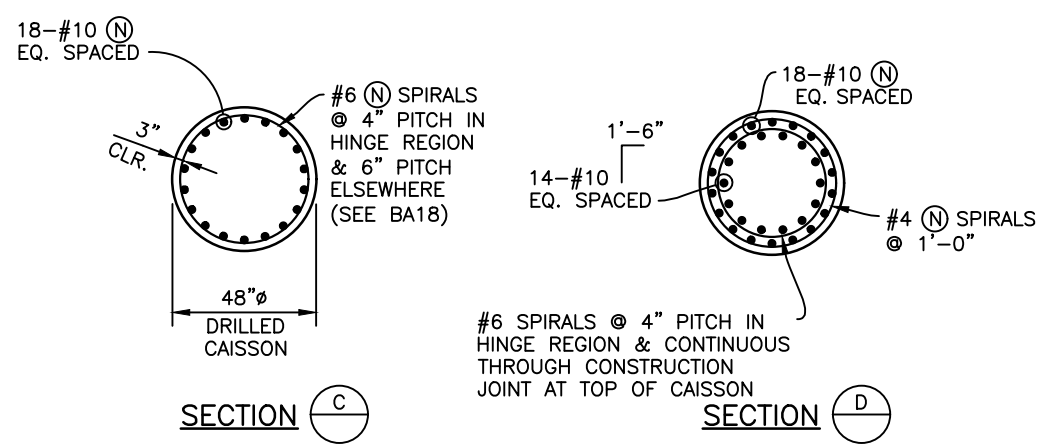 18-#10 Ⓝ
EQ. SPACED
3"
CLR.
#6 Ⓝ SPIRALS
@ 4" PITCH IN
HINGE REGION
& 6" PITCH
ELSEWHERE
(SEE BA18)
48"ø
DRILLED
CAISSON
SECTION C
18-#10 Ⓝ
EQ. SPACED
1'-6"
14-#10
EQ. SPACED
#4 Ⓝ SPIRALS
@ 1'-0"
#6 SPIRALS @ 4" PITCH IN
HINGE REGION & CONTINUOUS
THROUGH CONSTRUCTION
JOINT AT TOP OF CAISSON
SECTION D